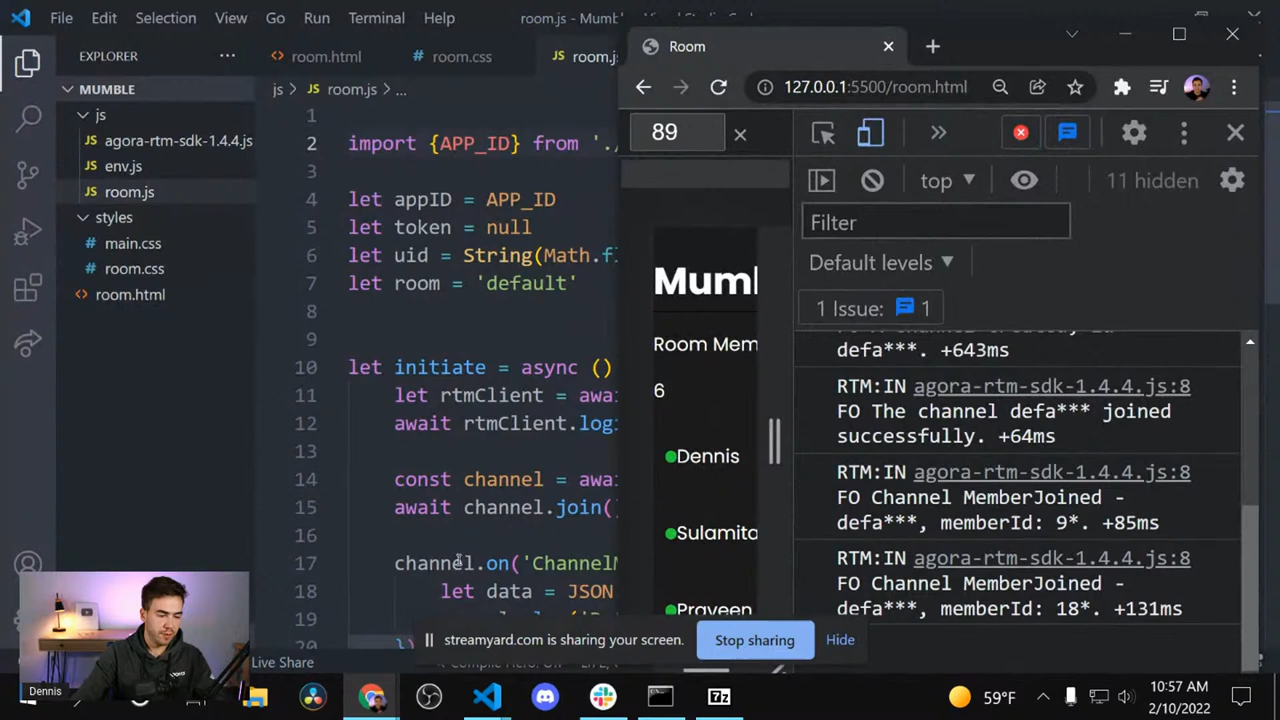 File Edit Selection View Go Run Terminal Help room.js - Mumble
EXPLORER
MUMBLE
js
agora-rtm-sdk-1.4.4.js
env.js
room.js
styles
main.css
room.css
room.html
room.html
room.css
room.js
js > room.js > ...
1
2 import {APP_ID} from './
3
4 let appID = APP_ID
5 let token = null
6 let uid = String(Math.fl
7 let room = 'default'
8
9
10 let initiate = async ()
11 let rtmClient = awai
12 await rtmClient.logi
13
14 const channel = awai
15 await channel.join()
16
17 channel.on('ChannelM
18 let data = JSON
19
20 })
Live Share
Room
127.0.0.1:5500/room.html
89
top
11 hidden
Filter
Default levels
1 Issue: 1
Mumbl
Room Mem
6
Dennis
Sulamita
Praveen
defa***. +643ms
RTM:IN agora-rtm-sdk-1.4.4.js:8
FO The channel defa*** joined
successfully. +64ms
RTM:IN agora-rtm-sdk-1.4.4.js:8
FO Channel MemberJoined -
defa***, memberId: 9*. +85ms
RTM:IN agora-rtm-sdk-1.4.4.js:8
FO Channel MemberJoined -
defa***, memberId: 18*. +131ms
streamyard.com is sharing your screen. Stop sharing Hide
Dennis
7z
59°F
10:57 AM
2/10/2022